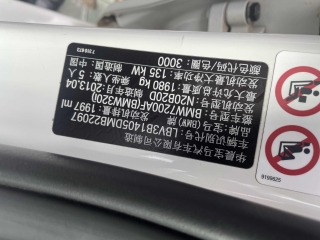 华晨宝马汽车有限公司制造
车辆识别代号: LBV3B1405DMB22097
品牌: 宝马 (BMW) 牌 发动机排量: 1997 ml
整车型号: BMW7200AF(BMW320i)
发动机型号: N20B20B 制造年月: 2013.04
最大允许总质量: 1980 kg 乘坐人数: 5 人
发动机最大净功率: 135 kW 制造国: 中国
颜色代码/色圈: 3000